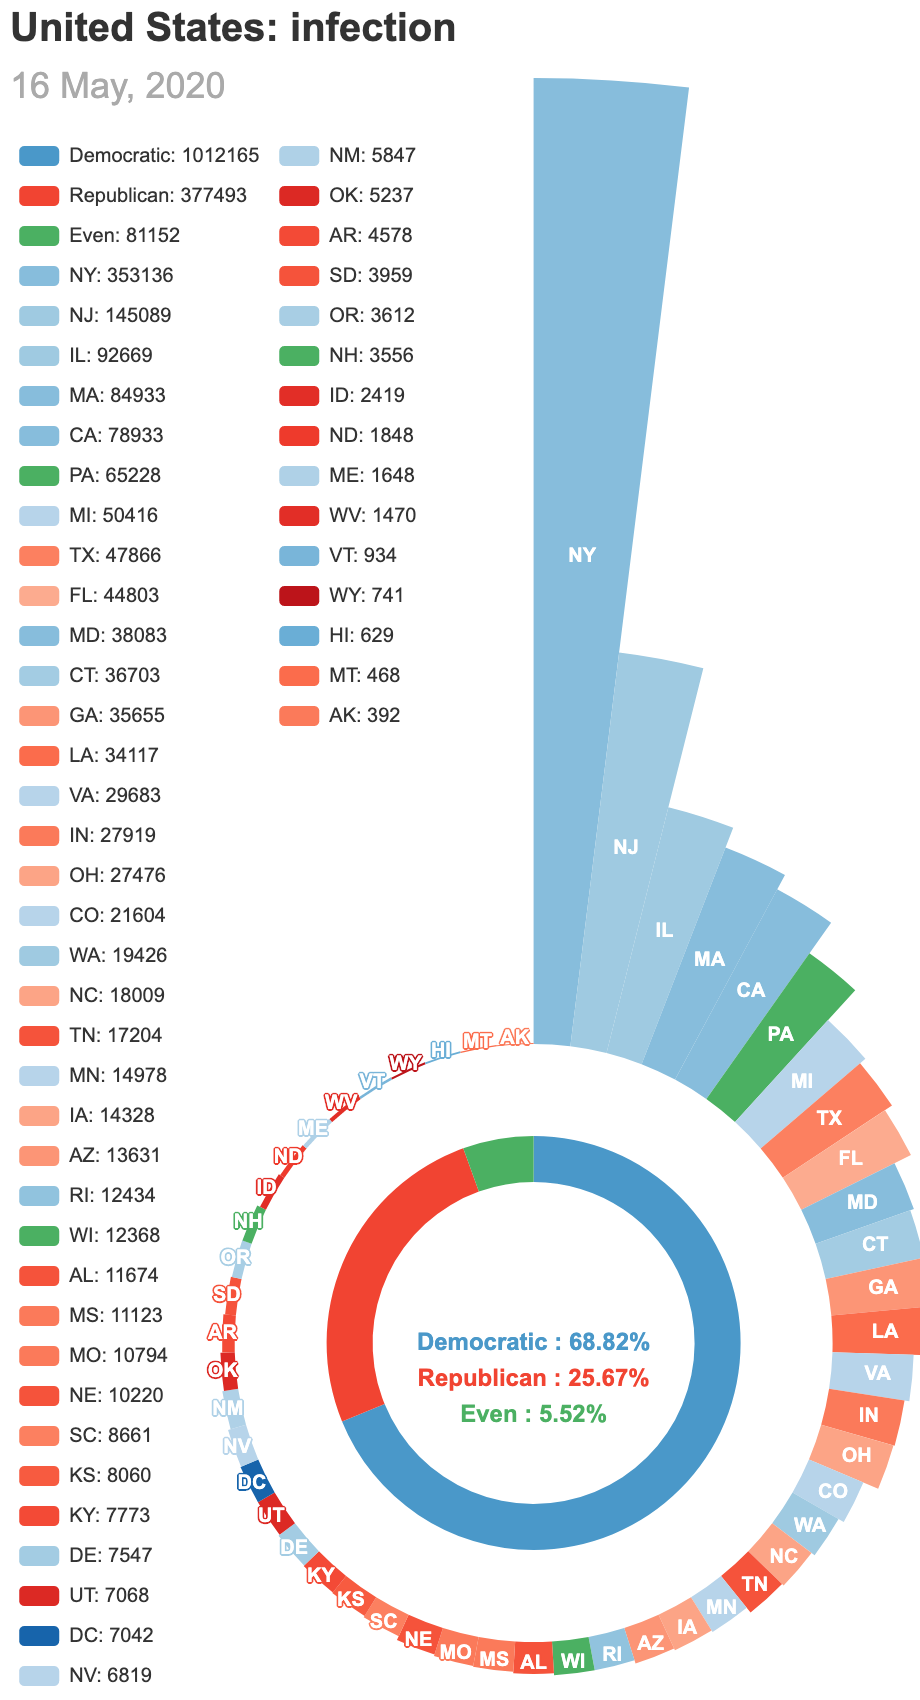 United States: infection
16 May, 2020
Democratic: 1012165
Republican: 377493
Even: 81152
NY: 353136
NJ: 145089
IL: 92669
MA: 84933
CA: 78933
PA: 65228
MI: 50416
TX: 47866
FL: 44803
MD: 38083
CT: 36703
GA: 35655
LA: 34117
VA: 29683
IN: 27919
OH: 27476
CO: 21604
WA: 19426
NC: 18009
TN: 17204
MN: 14978
IA: 14328
AZ: 13631
RI: 12434
WI: 12368
AL: 11674
MS: 11123
MO: 10794
NE: 10220
SC: 8661
KS: 8060
KY: 7773
DE: 7547
UT: 7068
DC: 7042
NV: 6819
NM: 5847
OK: 5237
AR: 4578
SD: 3959
OR: 3612
NH: 3556
ID: 2419
ND: 1848
ME: 1648
WV: 1470
VT: 934
WY: 741
HI: 629
MT: 468
AK: 392
NY
NJ
IL
MA
CA
PA
MI
TX
FL
MD
CT
GA
LA
VA
IN
OH
CO
WA
NC
TN
MN
IA
AZ
RI
WI
AL
MS
MO
NE
SC
KS
KY
DE
UT
DC
NV
NM
OK
AR
SD
OR
NH
ID
ND
ME
WV
VT
WY
HI
MT
AK
Democratic : 68.82%
Republican : 25.67%
Even : 5.52%